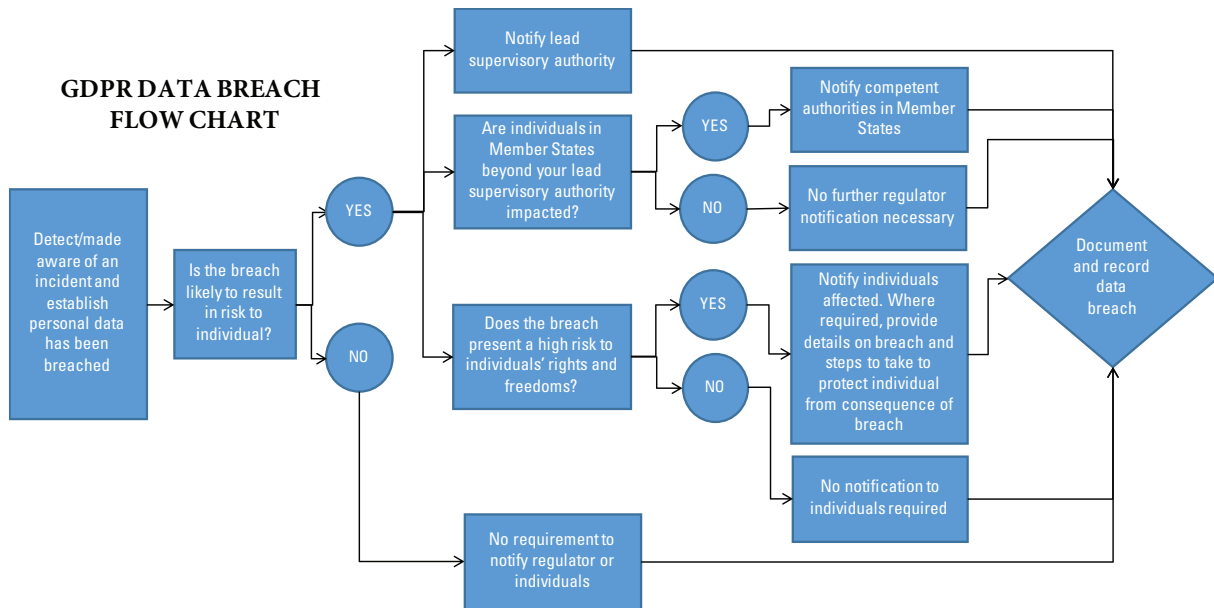 GDPR DATA BREACH
FLOW CHART
Detect/made
aware of an
incident and
establish
personal data
has been
breached
Is the breach
likely to result
in risk to
individual?
YES
NO
Notify lead
supervisory authority
Are individuals in
Member States
beyond your lead
supervisory authority
impacted?
YES
NO
Notify competent
authorities in Member
States
No further regulator
notification necessary
Does the breach
present a high risk to
individuals' rights and
freedoms?
YES
NO
Notify individuals
affected. Where
required, provide
details on breach and
steps to take to
protect individual
from consequence of
breach
No notification to
individuals required
No requirement to
notify regulator or
individuals
Document
and record
data
breach